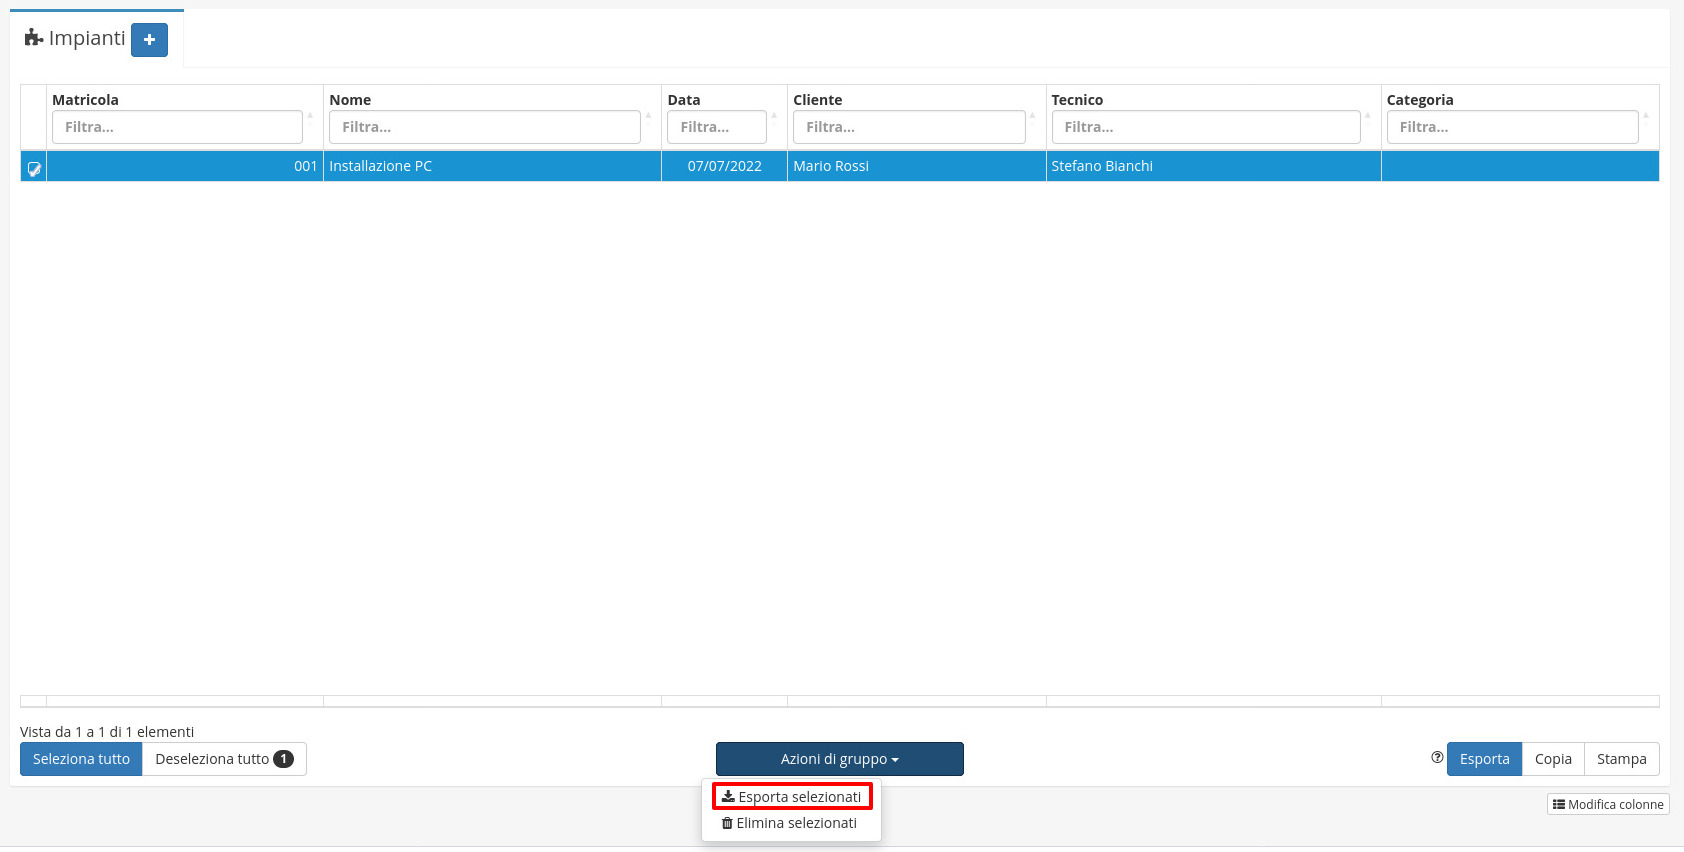 Impianti
Matricola Nome Data Cliente Tecnico Categoria
Filtra... Filtra... Filtra... Filtra... Filtra... Filtra...
001 Installazione PC 07/07/2022 Mario Rossi Stefano Bianchi
Vista da 1 a 1 di 1 elementi
Seleziona tutto Deseleziona tutto 1 Azioni di gruppo Esporta Copia Stampa
Esporta selezionati
Modifica colonne
Elimina selezionati